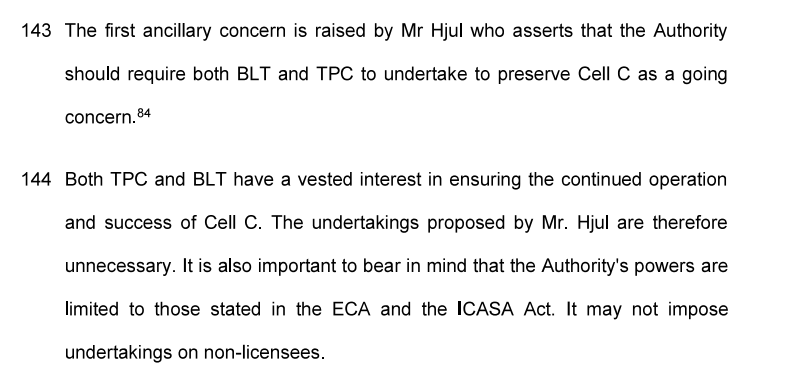 143 The first ancillary concern is raised by Mr Hjul who asserts that the Authority
should require both BLT and TPC to undertake to preserve Cell C as a going
concern.84
144 Both TPC and BLT have a vested interest in ensuring the continued operation
and success of Cell C. The undertakings proposed by Mr. Hjul are therefore
unnecessary. It is also important to bear in mind that the Authority's powers are
limited to those stated in the ECA and the ICASA Act. It may not impose
undertakings on non-licensees.